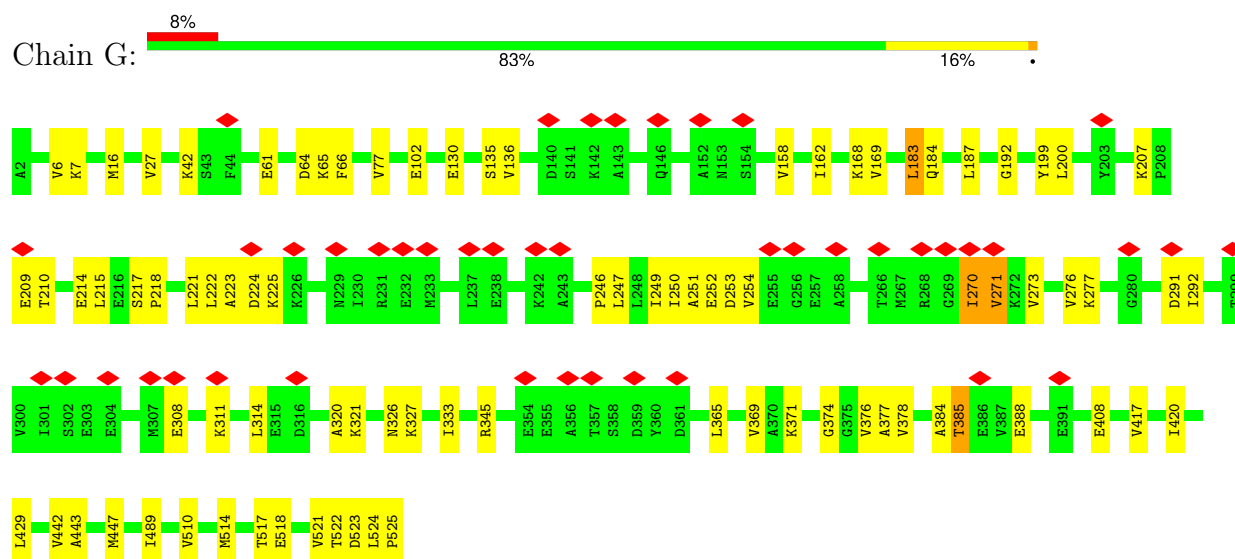 8%
Chain G:
83% 16% •
A2 V6 K7 M16 V27 K42 S43 F44 E61 D64 K65 F66 V77 E102 E130 S135 V136 D140 S141 K142 A143 Q146 A152 N153 S154 V158 I162 K168 V169 L183 Q184 L187 G192 Y199 L200 Y203 K207 P208
E209 T210 E214 L215 E216 S217 P218 L221 L222 A223 D224 K225 K226 N229 I230 R231 E232 M233 L237 E238 K242 A243 P246 L247 L248 I249 I250 A251 E252 D253 V254 E255 G256 E257 A258 T266 M267 R268 G269 I270 V271 K272 V273 V276 K277 G280 D291 I292
V300 I301 S302 E303 E304 M307 E308 K311 L314 E315 D316 A320 K321 N326 K327 I333 R345 E354 E355 A356 T357 S358 D359 Y360 D361 L365 V369 A370 K371 G374 G375 V376 A377 V378 A384 T385 E386 V387 E388 E391 E408 V417 I420
L429 V442 A443 M447 I489 V510 M514 T517 E518 V521 T522 D523 L524 P525